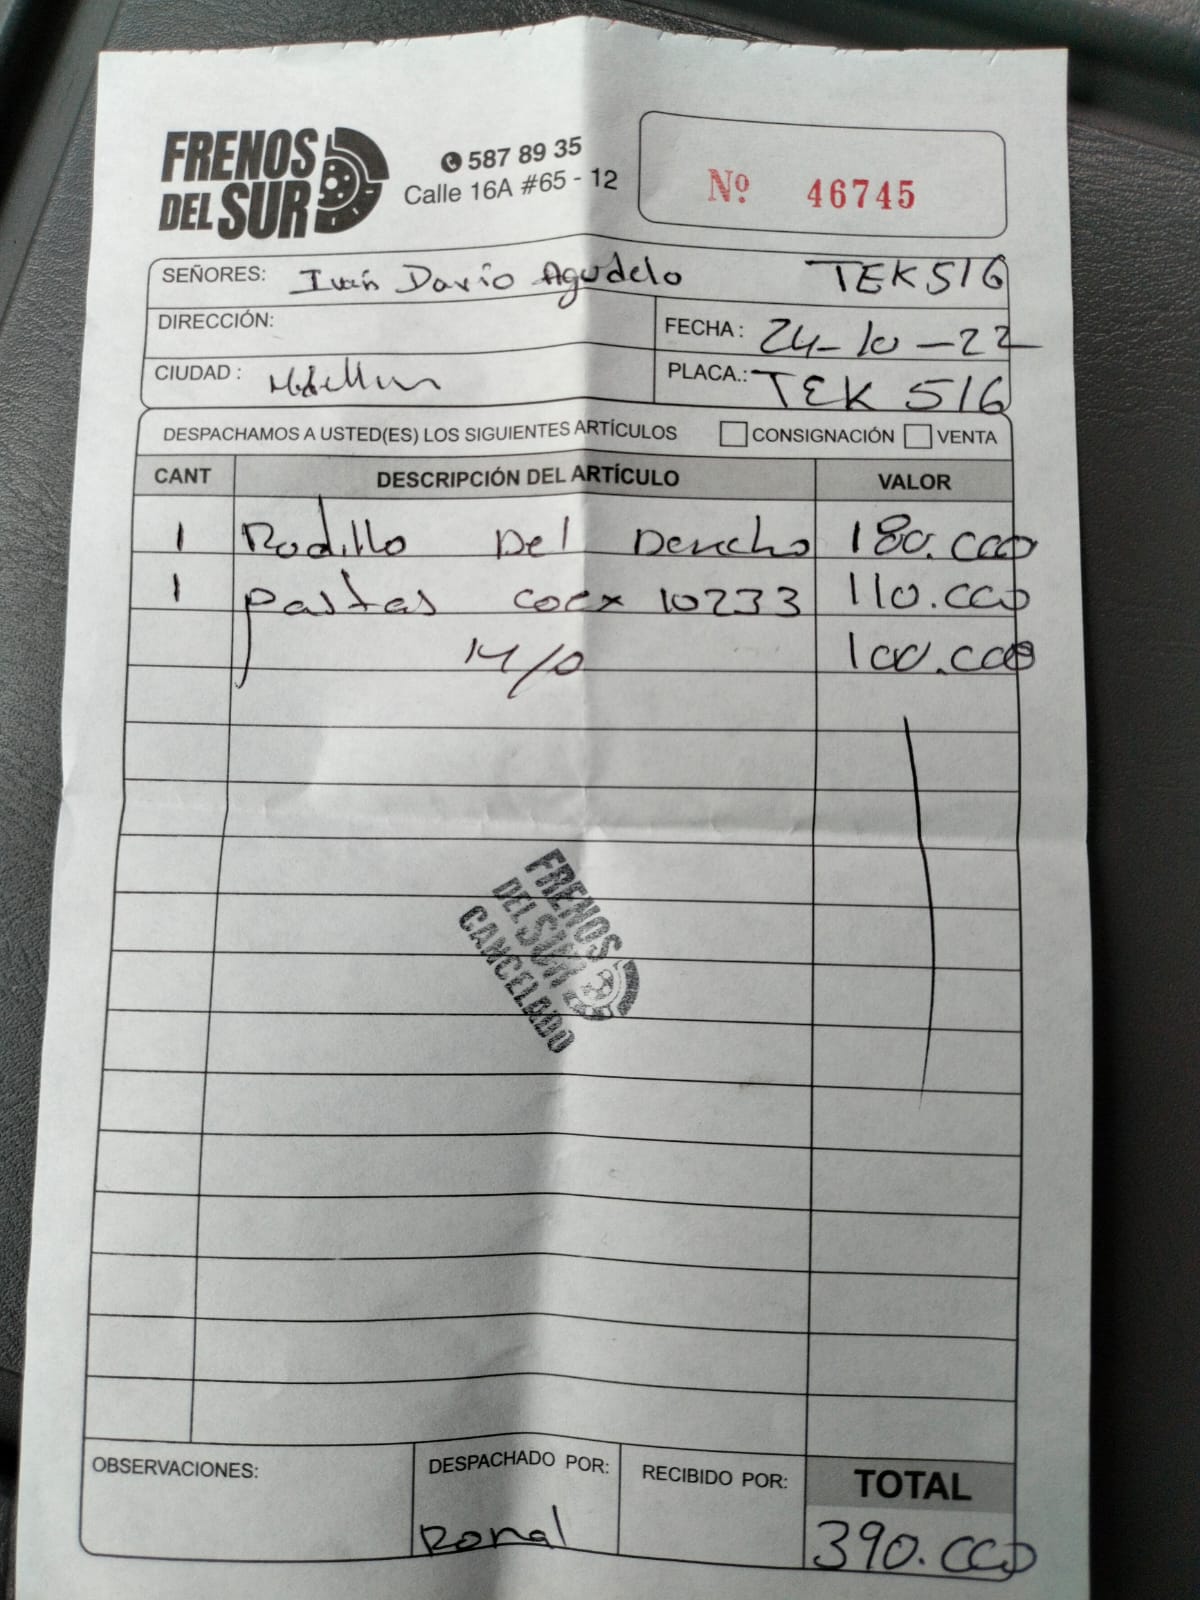 FRENOS
DEL SUR
587 89 35
Calle 16A #65 - 12
Nº 46745
SEÑORES: Iván Dario Agudelo TEK516
DIRECCIÓN:
FECHA: 24-10-22
CIUDAD: Medellin
PLACA.: TEK 516
DESPACHAMOS A USTED(ES) LOS SIGUIENTES ARTÍCULOS CONSIGNACIÓN VENTA
CANT DESCRIPCIÓN DEL ARTÍCULO VALOR
1 Rodillo Del Derecho 180.000
1 pastas coex 10233 110.000
M/O 100.000
FRENOS
DEL SUR
CANCELADO
OBSERVACIONES:
DESPACHADO POR: Ronal
RECIBIDO POR:
TOTAL
390.000